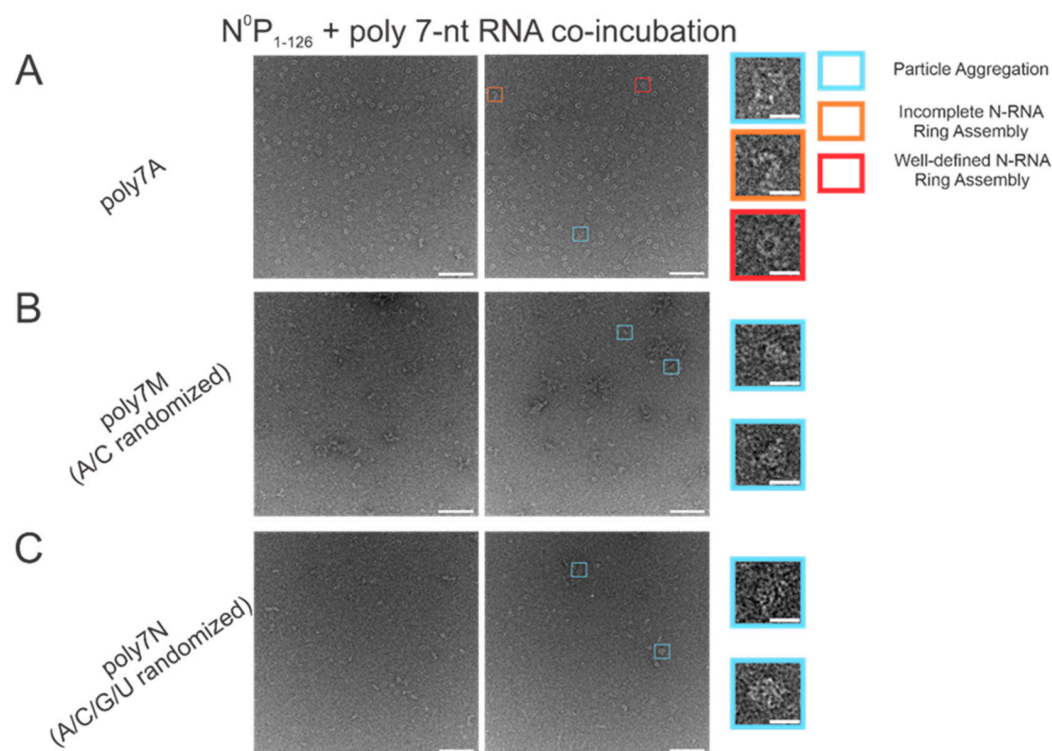 N⁰P₁₋₁₂₆ + poly 7-nt RNA co-incubation
A
poly7A
Particle Aggregation
Incomplete N-RNA
Ring Assembly
Well-defined N-RNA
Ring Assembly
B
poly7M
(A/C randomized)
C
poly7N
(A/C/G/U randomized)